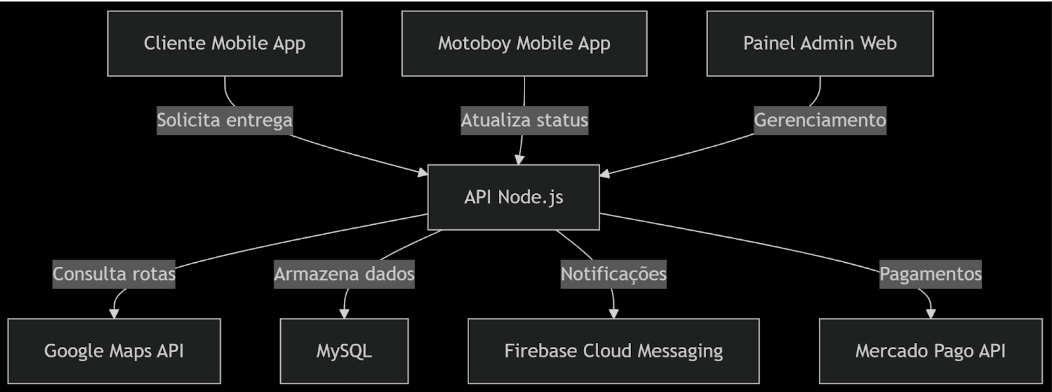 Cliente Mobile App
Motoboy Mobile App
Painel Admin Web
Solicita entrega
Atualiza status
Gerenciamento
API Node.js
Consulta rotas
Armazena dados
Notificações
Pagamentos
Google Maps API
MySQL
Firebase Cloud Messaging
Mercado Pago API